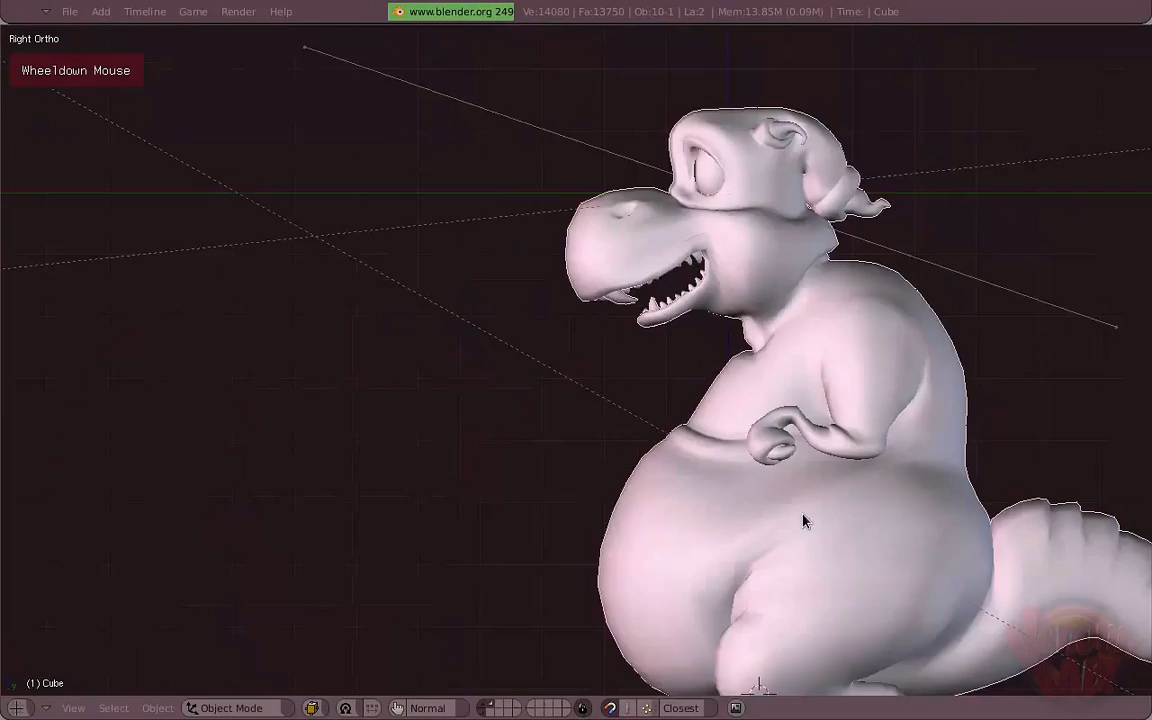 File Add Timeline Game Render Help www.blender.org 249 Ve:14080 | Fa:13750 | Ob:10-1 | La:2 | Mem:13.85M (0.09M) | Time: | Cube
Right Ortho
Wheeldown Mouse
(1) Cube
View Select Object Object Mode Normal Closest